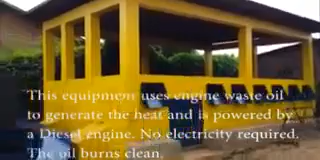 This equipment uses engine waste oil
to generate the heat and is powered by
a Diesel engine. No electricity required.
The oil burns clean.